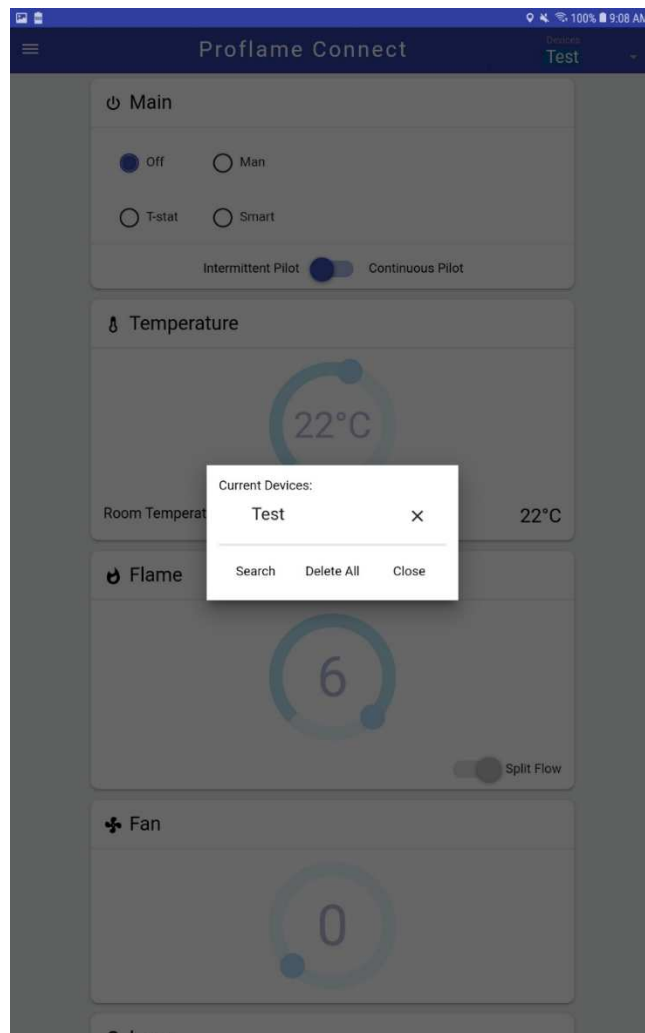 100% 9:08 AM
Proflame Connect
Devices
Test
Main
Off
Man
T-stat
Smart
Intermittent Pilot
Continuous Pilot
Temperature
22°C
Room Temperat
22°C
Current Devices:
Test
Search
Delete All
Close
Flame
6
Split Flow
Fan
0